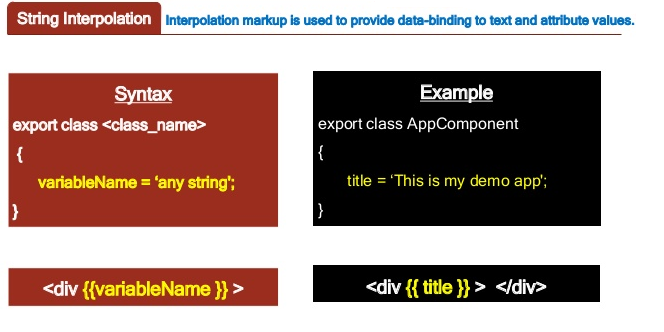 String Interpolation
Interpolation markup is used to provide data-binding to text and attribute values.
Syntax
export class <class_name>
{
variableName = ‘any string’;
}
<div {{variableName }} >
Example
export class AppComponent
{
title = ‘This is my demo app’;
}
<div {{ title }} > </div>